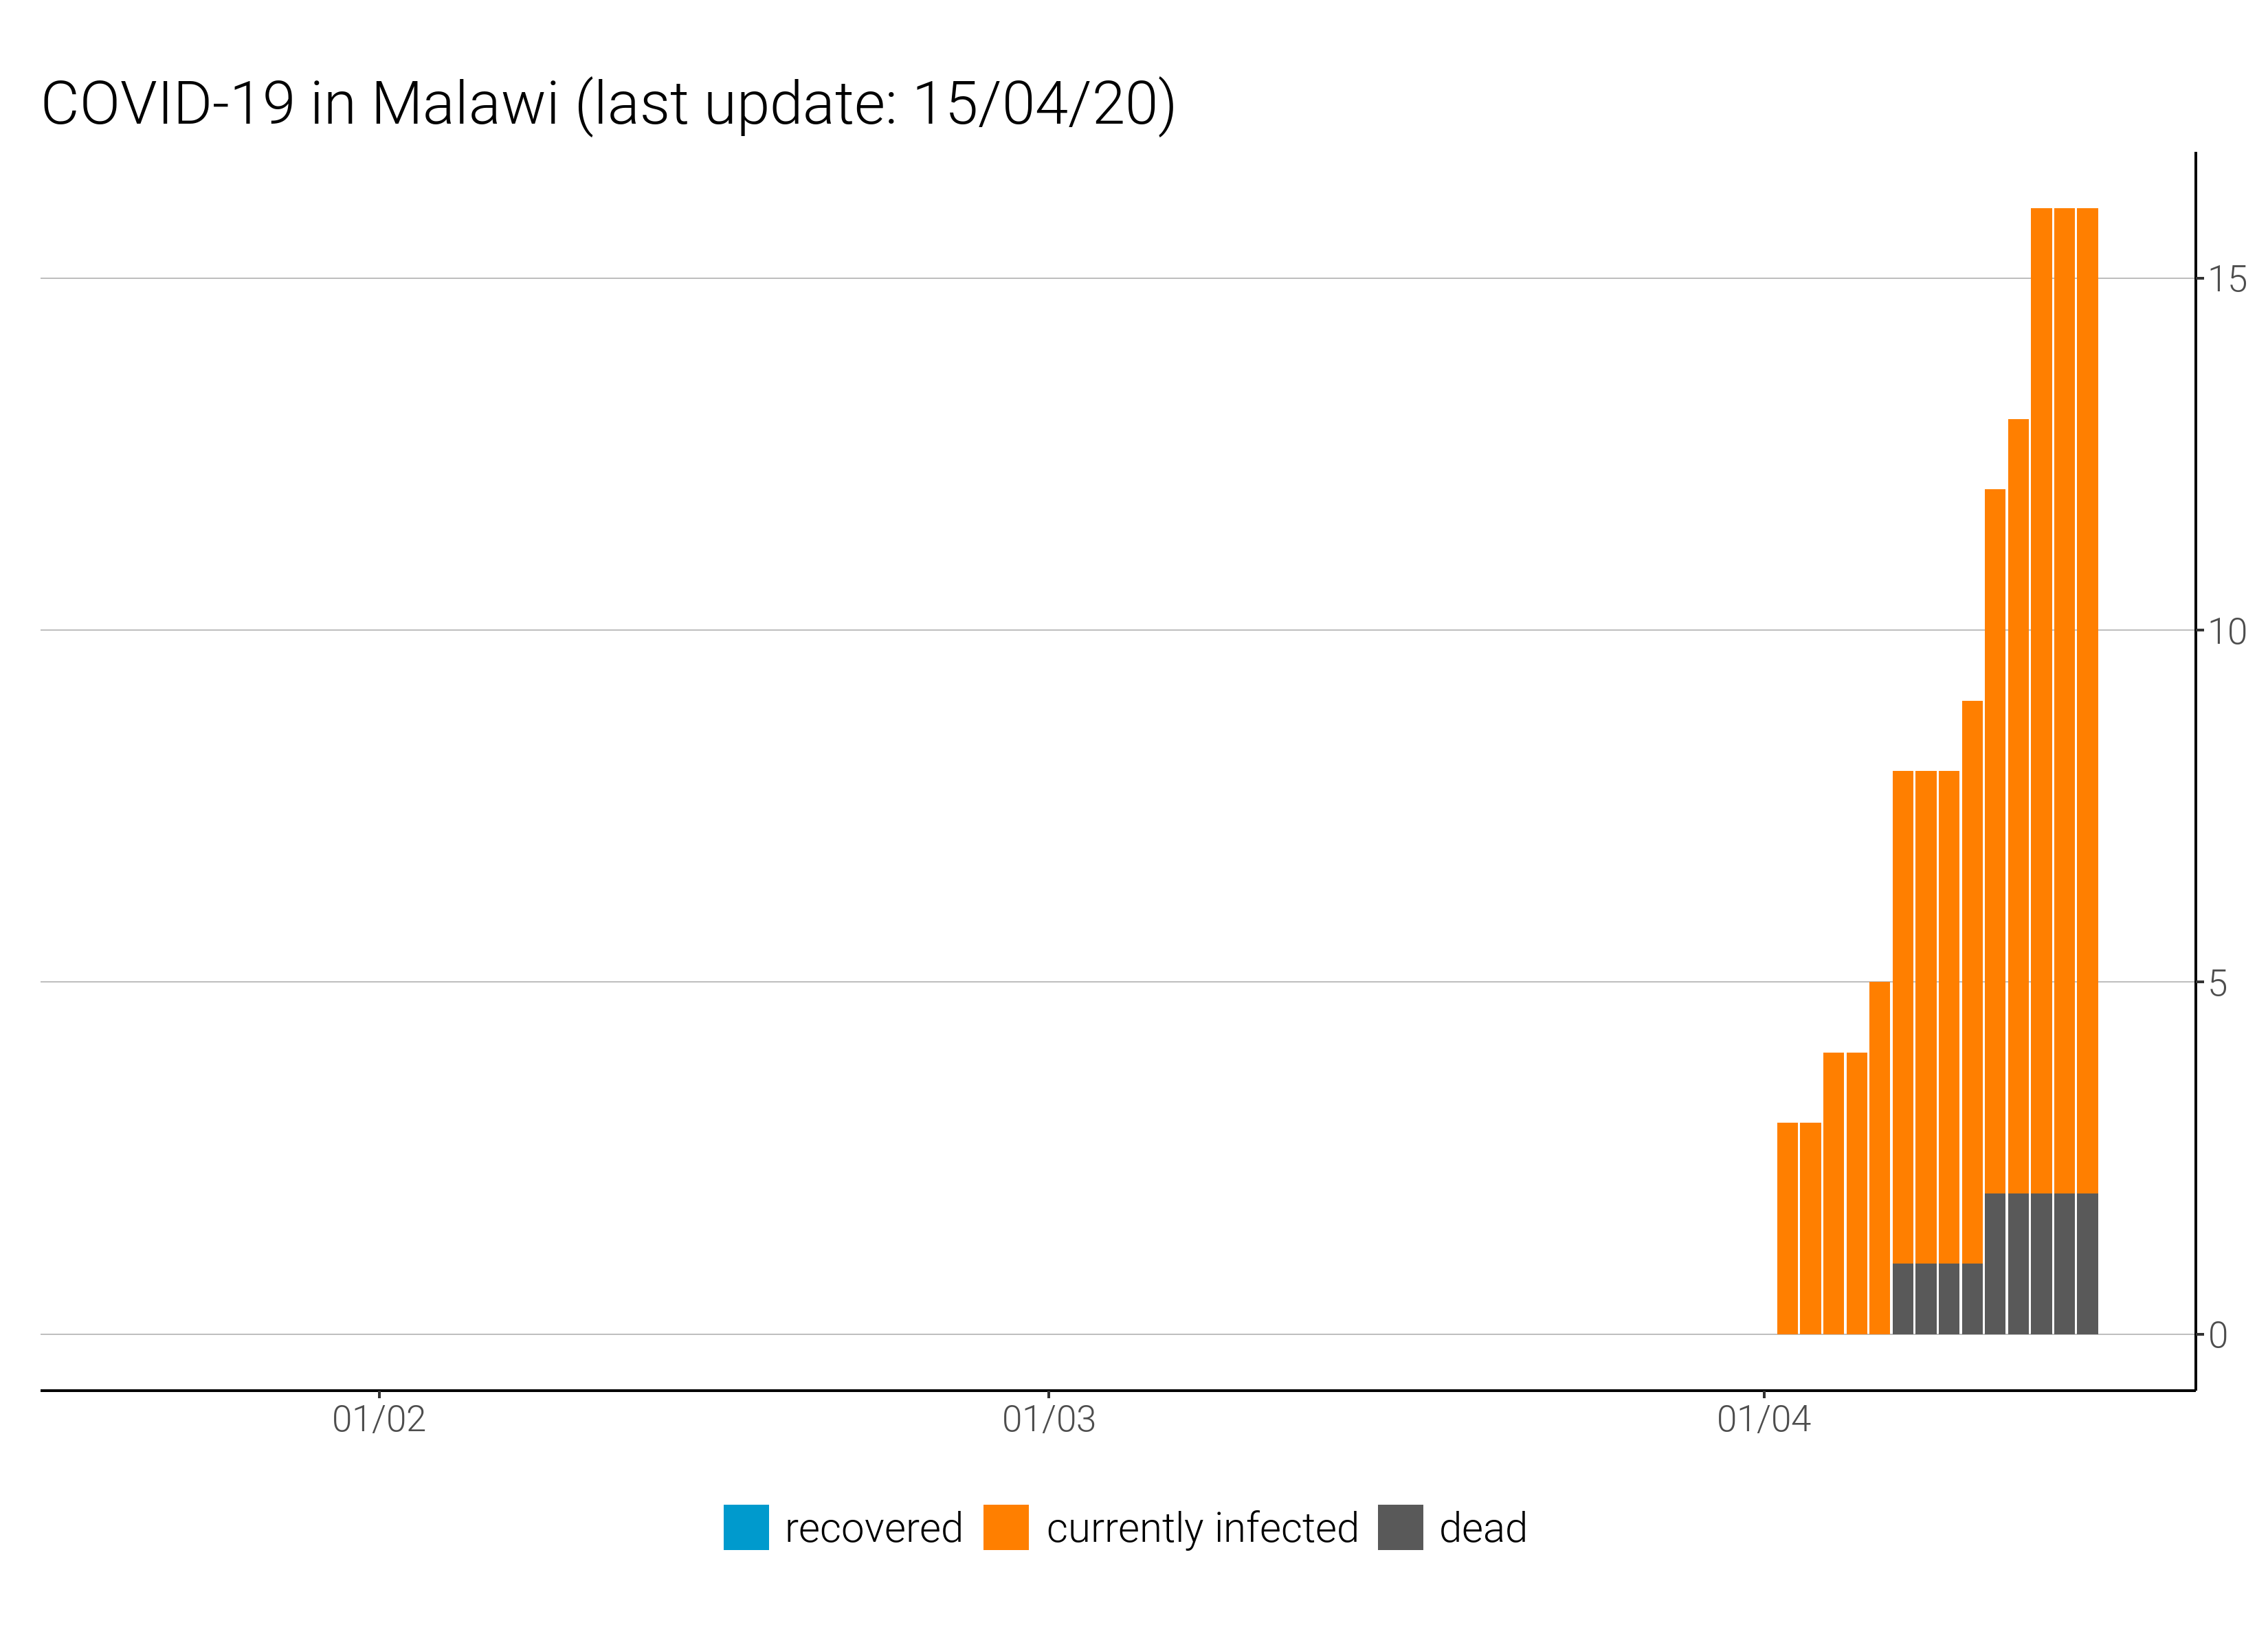 COVID-19 in Malawi (last update: 15/04/20)
15
10
5
0
01/02 01/03 01/04
recovered currently infected dead